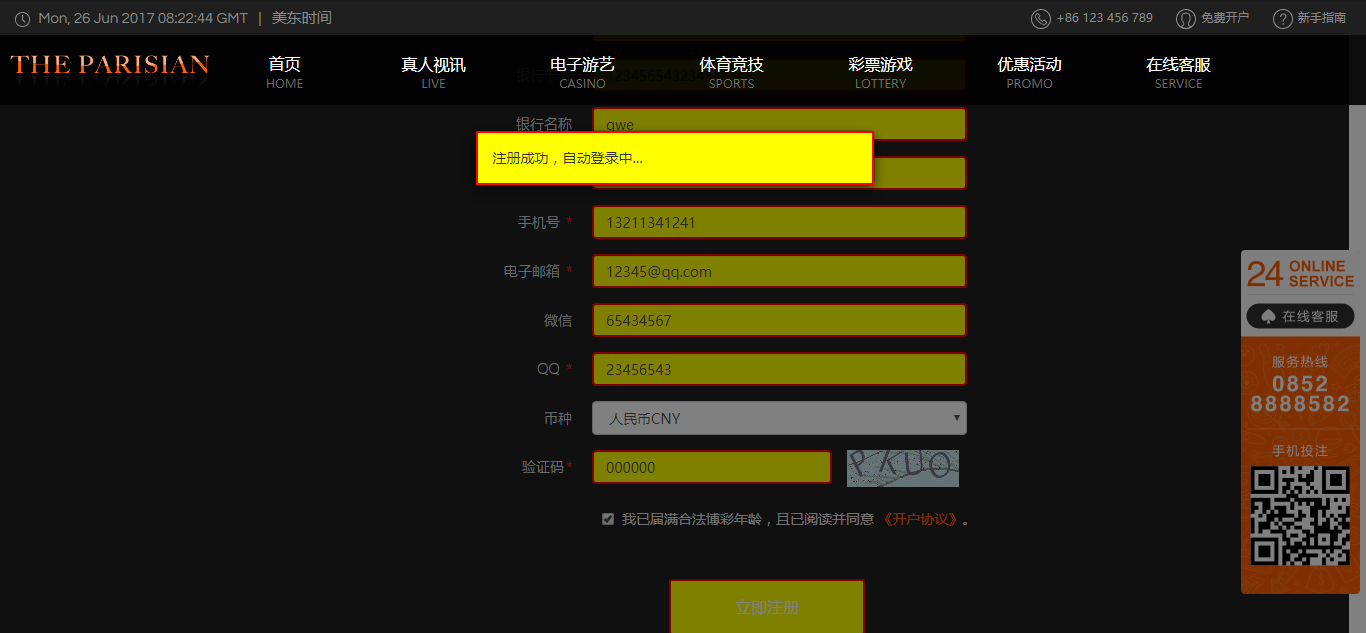 Mon, 26 Jun 2017 08:22:44 GMT | 美东时间
+86 123 456 789
免费开户
新手指南
THE PARISIAN
首页
HOME
真人视讯
LIVE
电子游艺
CASINO
体育竞技
SPORTS
彩票游戏
LOTTERY
优惠活动
PROMO
在线客服
SERVICE
银行名称
qwe
注册成功，自动登录中...
手机号 *
13211341241
电子邮箱 *
12345@qq.com
微信
65434567
QQ *
23456543
币种
人民币CNY
验证码*
000000
PKUO
我已届满合法博彩年龄，且已阅读并同意 《开户协议》。
立即注册
24 ONLINE
SERVICE
在线客服
服务热线
0852
8888582
手机投注